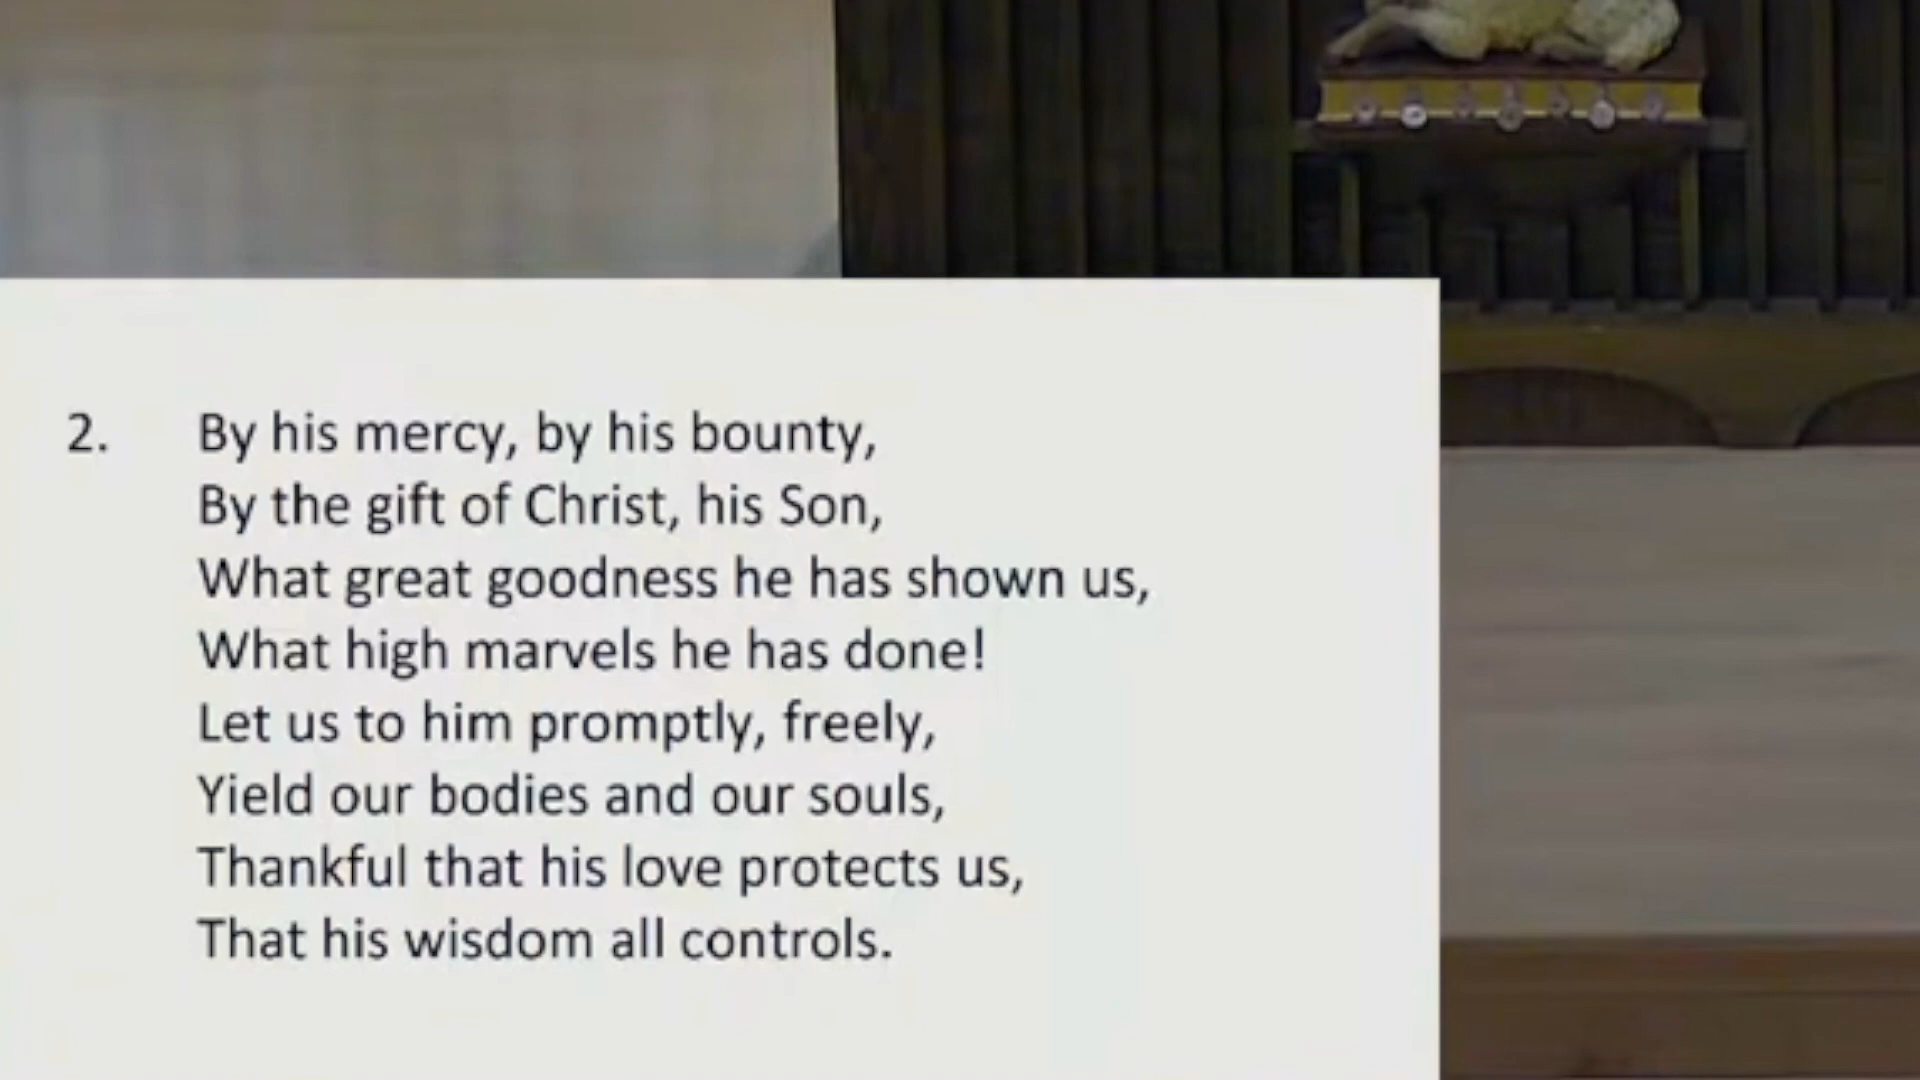 2. By his mercy, by his bounty,
By the gift of Christ, his Son,
What great goodness he has shown us,
What high marvels he has done!
Let us to him promptly, freely,
Yield our bodies and our souls,
Thankful that his love protects us,
That his wisdom all controls.